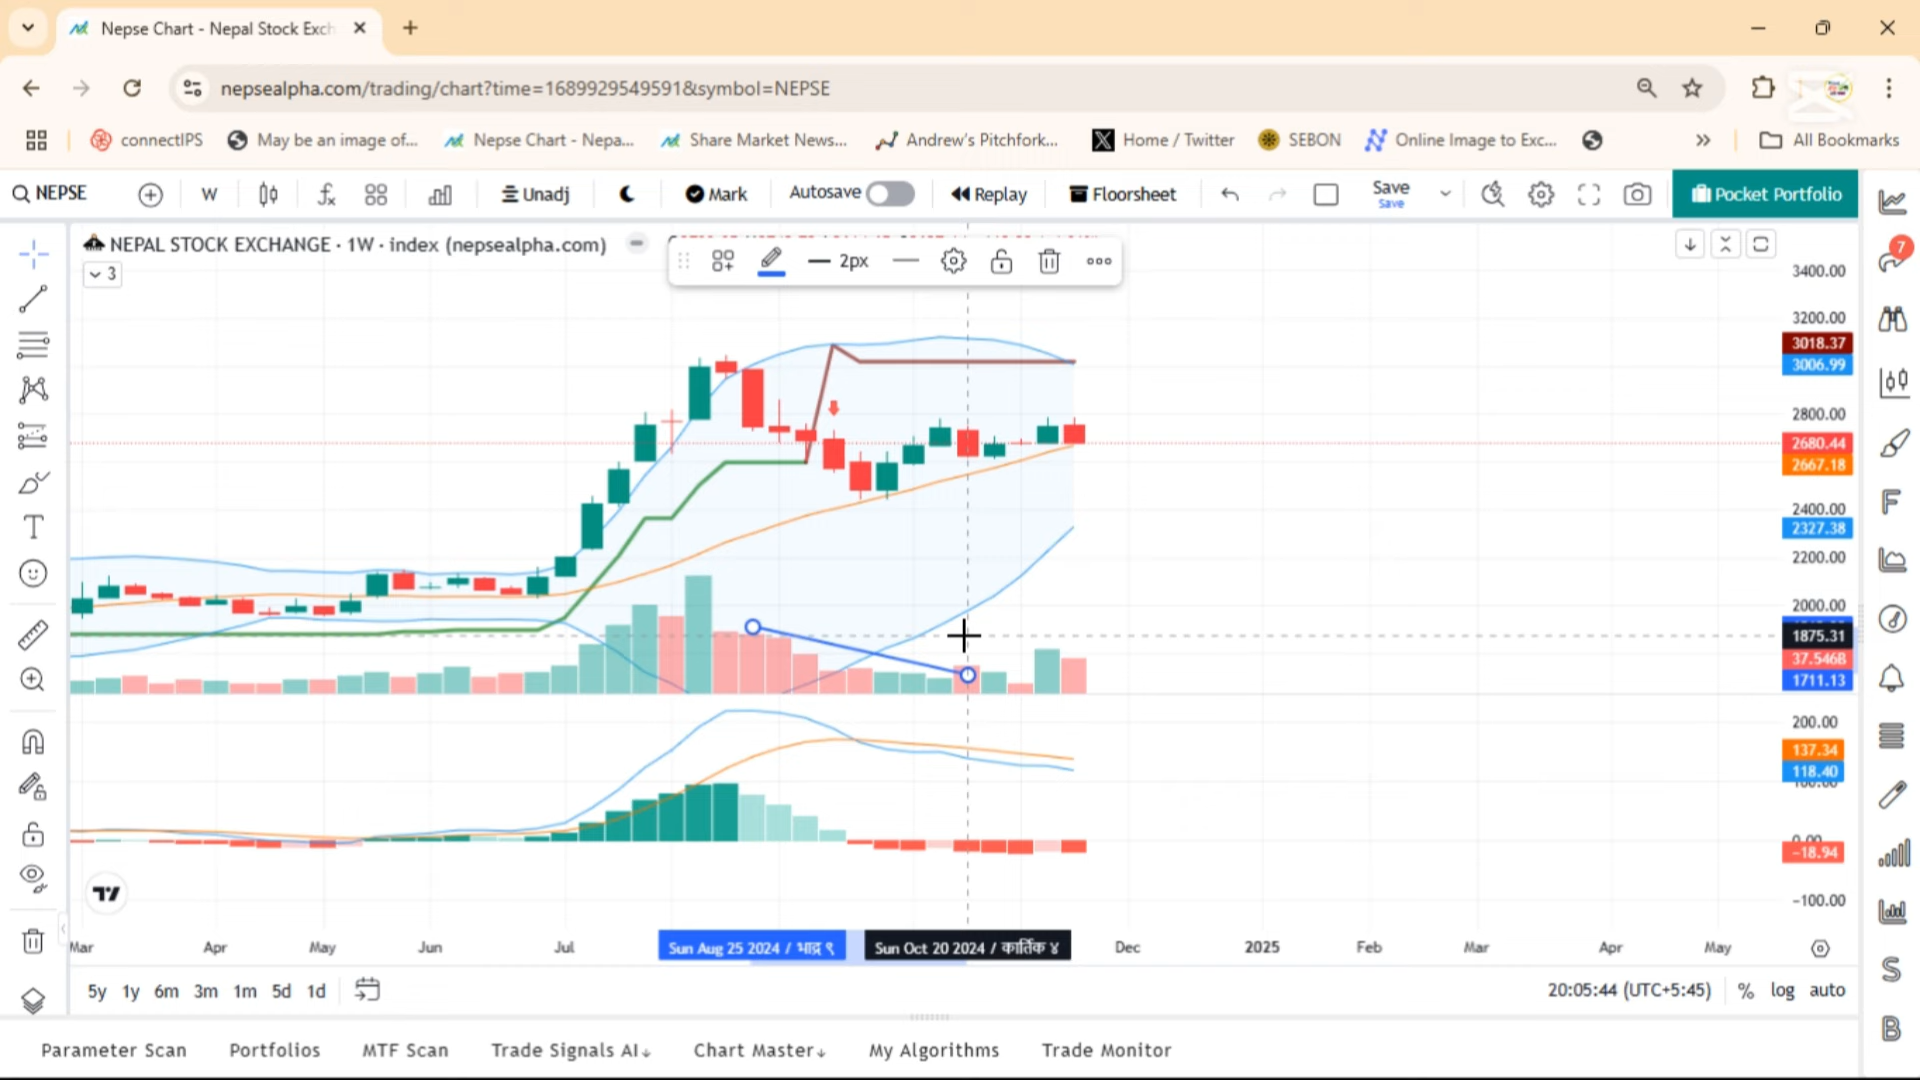 Nepse Chart - Nepal Stock Exch
nepsealpha.com/trading/chart?time=1689929549591&symbol=NEPSE
connectIPS
May be an image of...
Nepse Chart - Nepa...
Share Market News...
Andrew's Pitchfork...
Home / Twitter
SEBON
Online Image to Exc...
All Bookmarks
NEPSE
W
Unadj
Mark
Autosave
Replay
Floorsheet
Save
Save
Pocket Portfolio
NEPAL STOCK EXCHANGE · 1W · index (nepsealpha.com)
3
2px
7
3400.00
3200.00
3018.37
3006.99
2800.00
2680.44
2667.18
2400.00
2327.38
2200.00
2000.00
1875.31
37.546B
1711.13
200.00
137.34
118.40
0.00
-18.94
-100.00
Mar
Apr
May
Jun
Jul
Sun Aug 25 2024 / भाद्र ९
Sun Oct 20 2024 / कार्तिक ४
Dec
2025
Feb
Mar
Apr
May
5y
1y
6m
3m
1m
5d
1d
20:05:44 (UTC+5:45)
%
log
auto
Parameter Scan
Portfolios
MTF Scan
Trade Signals AI↓
Chart Master↓
My Algorithms
Trade Monitor
F
S
B